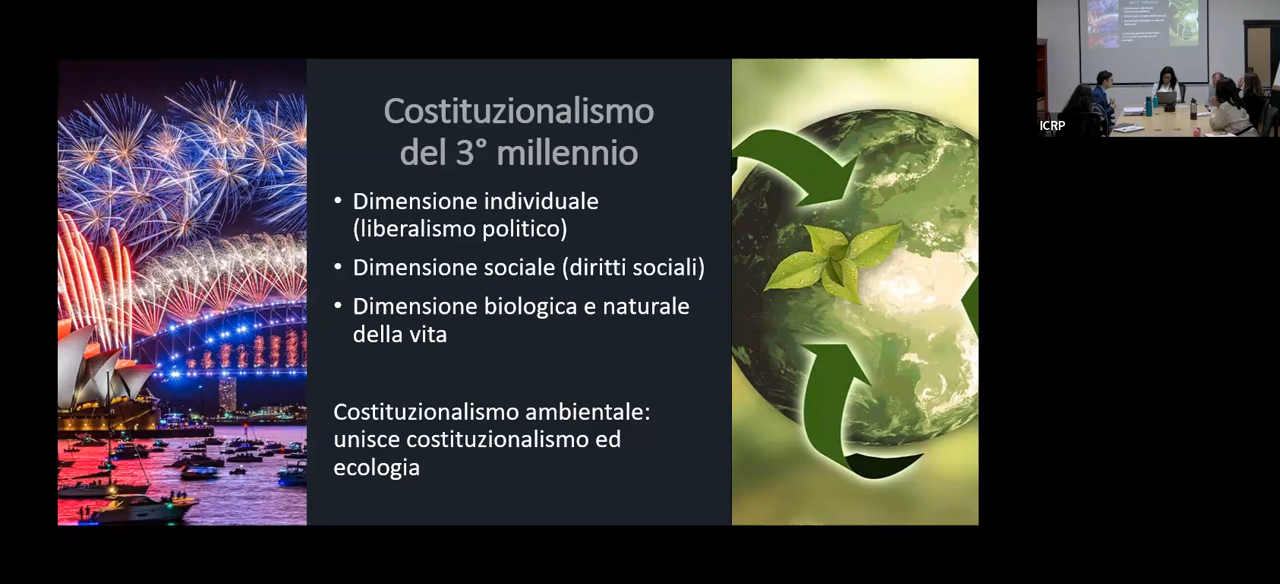 Costituzionalismo
del 3° millennio
• Dimensione individuale
(liberalismo politico)
• Dimensione sociale (diritti sociali)
• Dimensione biologica e naturale
della vita
Costituzionalismo ambientale:
unisce costituzionalismo ed
ecologia
ICRP